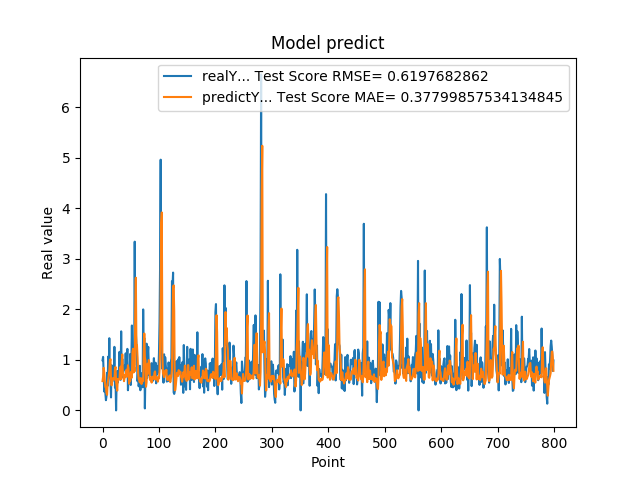 Model predict
realY... Test Score RMSE= 0.6197682862
predictY... Test Score MAE= 0.37799857534134845
Real value
6
5
4
3
2
1
0
0 100 200 300 400 500 600 700 800
Point